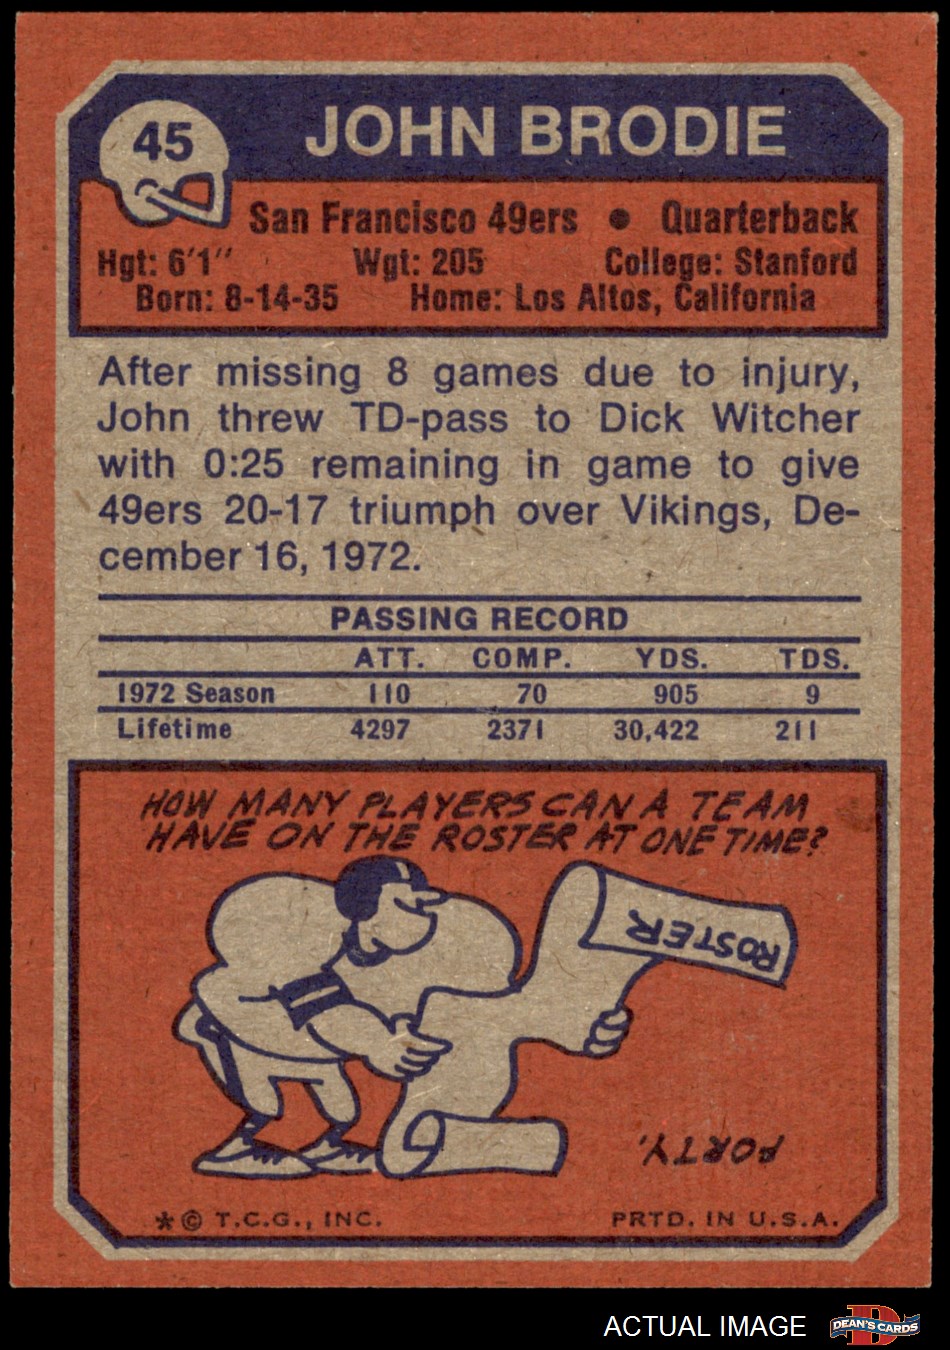 45
JOHN BRODIE
San Francisco 49ers • Quarterback
Hgt: 6'1" Wgt: 205 College: Stanford
Born: 8-14-35 Home: Los Altos, California
After missing 8 games due to injury,
John threw TD-pass to Dick Witcher
with 0:25 remaining in game to give
49ers 20-17 triumph over Vikings, De-
cember 16, 1972.
PASSING RECORD
ATT. COMP. YDS. TDS.
1972 Season 110 70 905 9
Lifetime 4297 2371 30,422 211
HOW MANY PLAYERS CAN A TEAM
HAVE ON THE ROSTER AT ONE TIME?
ROSTER
FORTY.
*© T.C.G., INC. PRTD. IN U.S.A.
ACTUAL IMAGE
D
DEAN'S CARDS